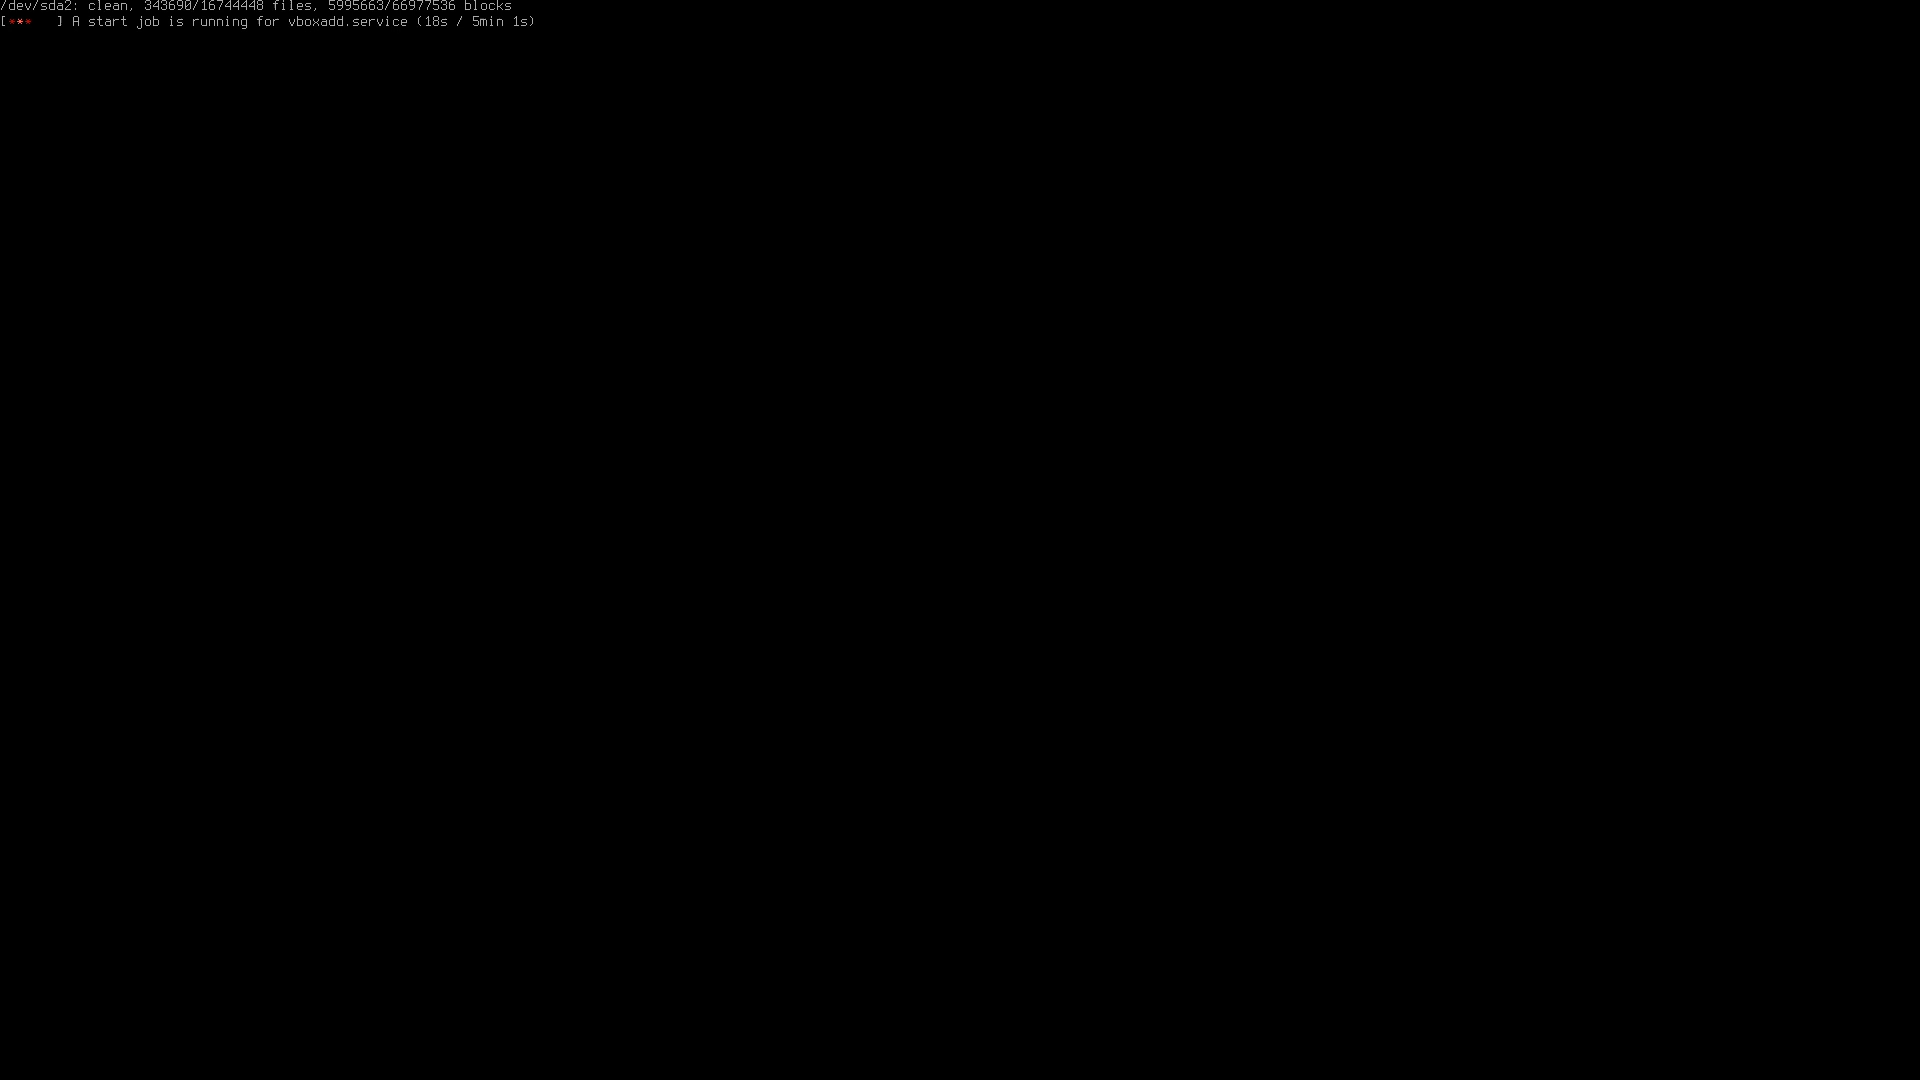 /dev/sda2: clean, 343690/16744448 files, 5995663/66977536 blocks
[***   ] A start job is running for vboxadd.service (18s / 5min 1s)